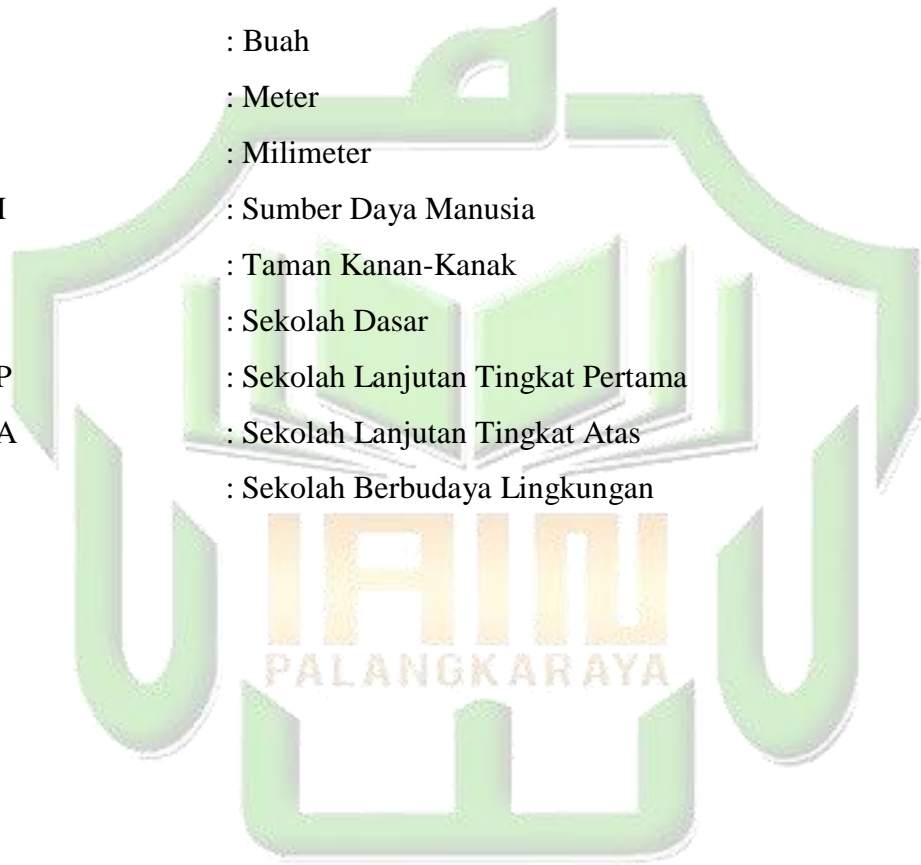 : Buah
: Meter
: Milimeter
I : Sumber Daya Manusia
: Taman Kanan-Kanak
: Sekolah Dasar
P : Sekolah Lanjutan Tingkat Pertama
A : Sekolah Lanjutan Tingkat Atas
: Sekolah Berbudaya Lingkungan
IAIN
PALANGKARAYA